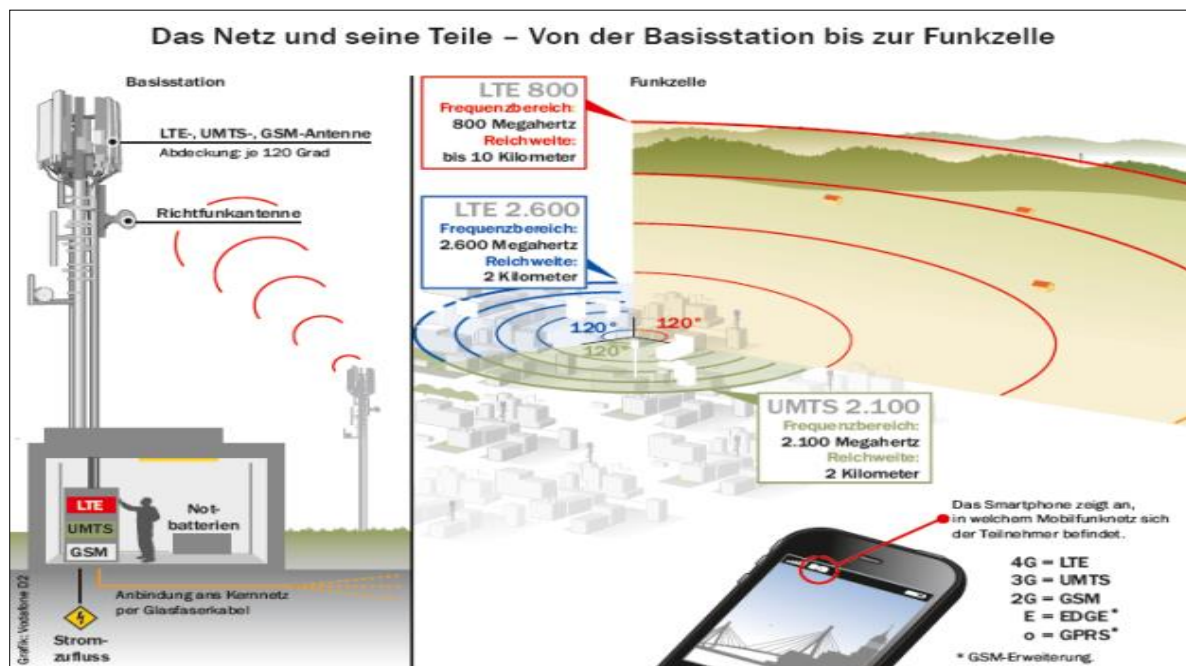 Das Netz und seine Teile – Von der Basisstation bis zur Funkzelle
Basisstation
LTE-, UMTS-, GSM-Antenne
Abdeckung: je 120 Grad
Richtfunkantenne
LTE
UMTS
GSM
Not-
batterien
Anbindung ans Kernnetz
per Glasfaserkabel
Strom-
zufluss
Grafik: Vodafone D2
Funkzelle
LTE 800
Frequenzbereich:
800 Megahertz
Reichweite:
bis 10 Kilometer
LTE 2.600
Frequenzbereich:
2.600 Megahertz
Reichweite:
2 Kilometer
120°
120°
120°
UMTS 2.100
Frequenzbereich:
2.100 Megahertz
Reichweite:
2 Kilometer
Das Smartphone zeigt an,
in welchem Mobilfunknetz sich
der Teilnehmer befindet.
4G = LTE
3G = UMTS
2G = GSM
E = EDGE*
o = GPRS*
* GSM-Erweiterung